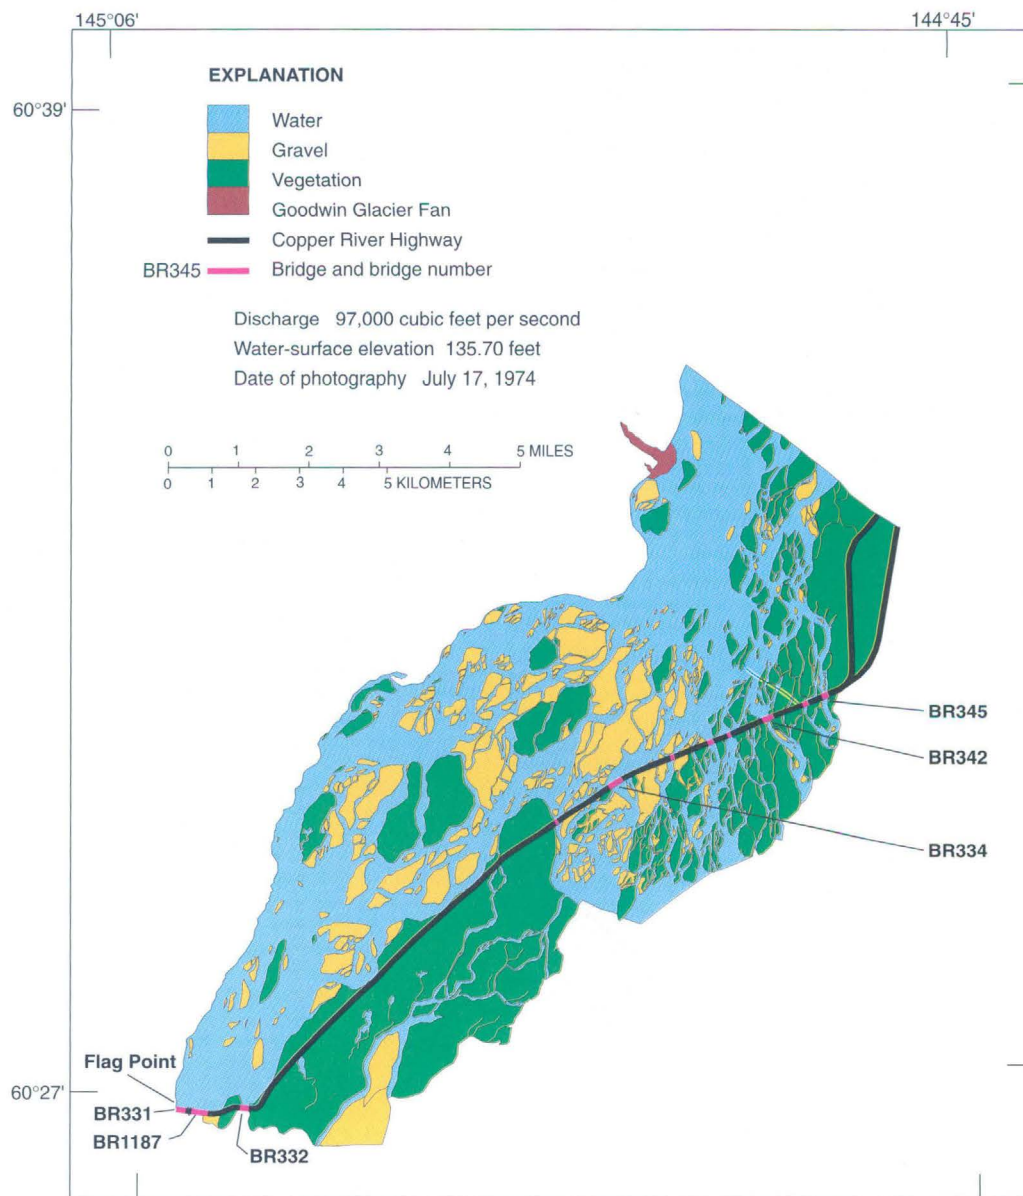 145°06'
144°45'
60°39'
EXPLANATION
Water
Gravel
Vegetation
Goodwin Glacier Fan
Copper River Highway
BR345 Bridge and bridge number
Discharge 97,000 cubic feet per second
Water-surface elevation 135.70 feet
Date of photography July 17, 1974
0 1 2 3 4 5 MILES
0 1 2 3 4 5 KILOMETERS
BR345
BR342
BR334
Flag Point
60°27'
BR331
BR1187
BR332